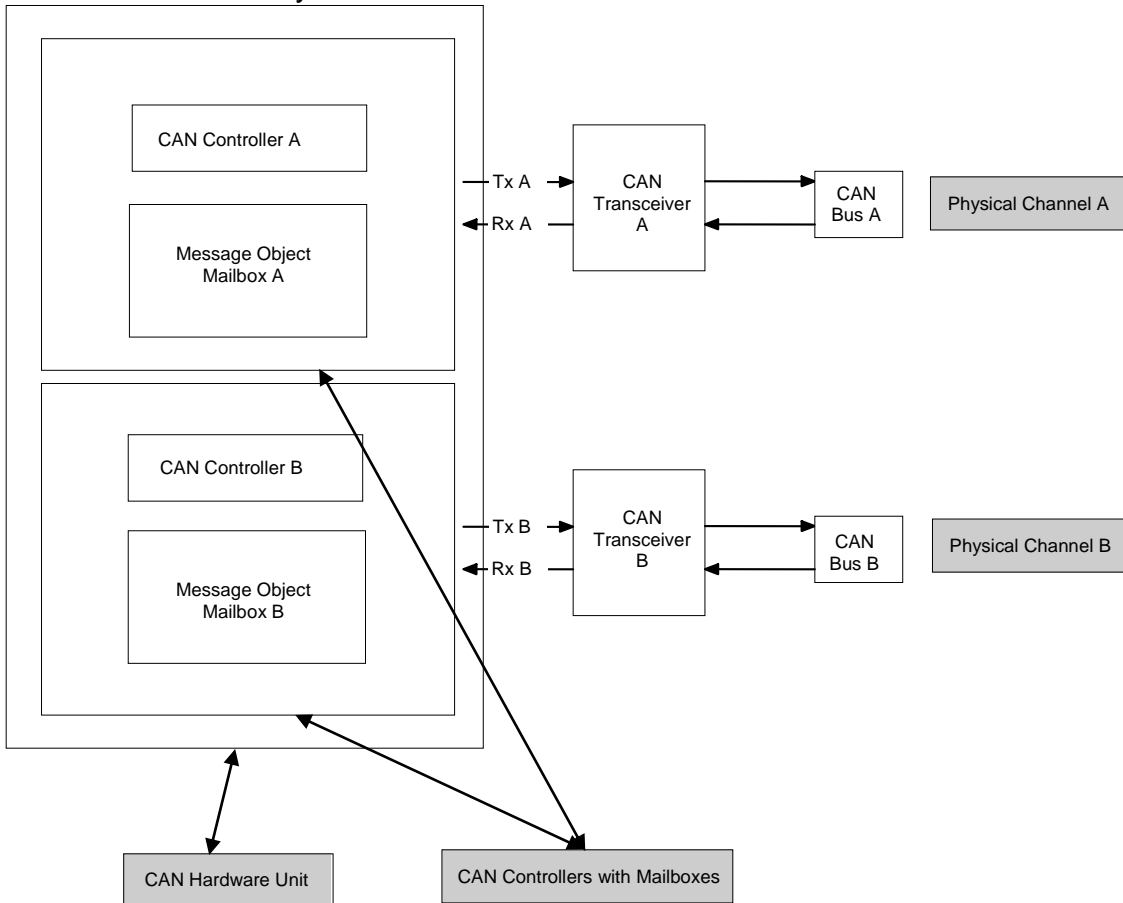 CAN Controller A
Message Object
Mailbox A
Tx A
Rx A
CAN
Transceiver
A
CAN
Bus A
Physical Channel A
CAN Controller B
Message Object
Mailbox B
Tx B
Rx B
CAN
Transceiver
B
CAN
Bus B
Physical Channel B
CAN Hardware Unit
CAN Controllers with Mailboxes